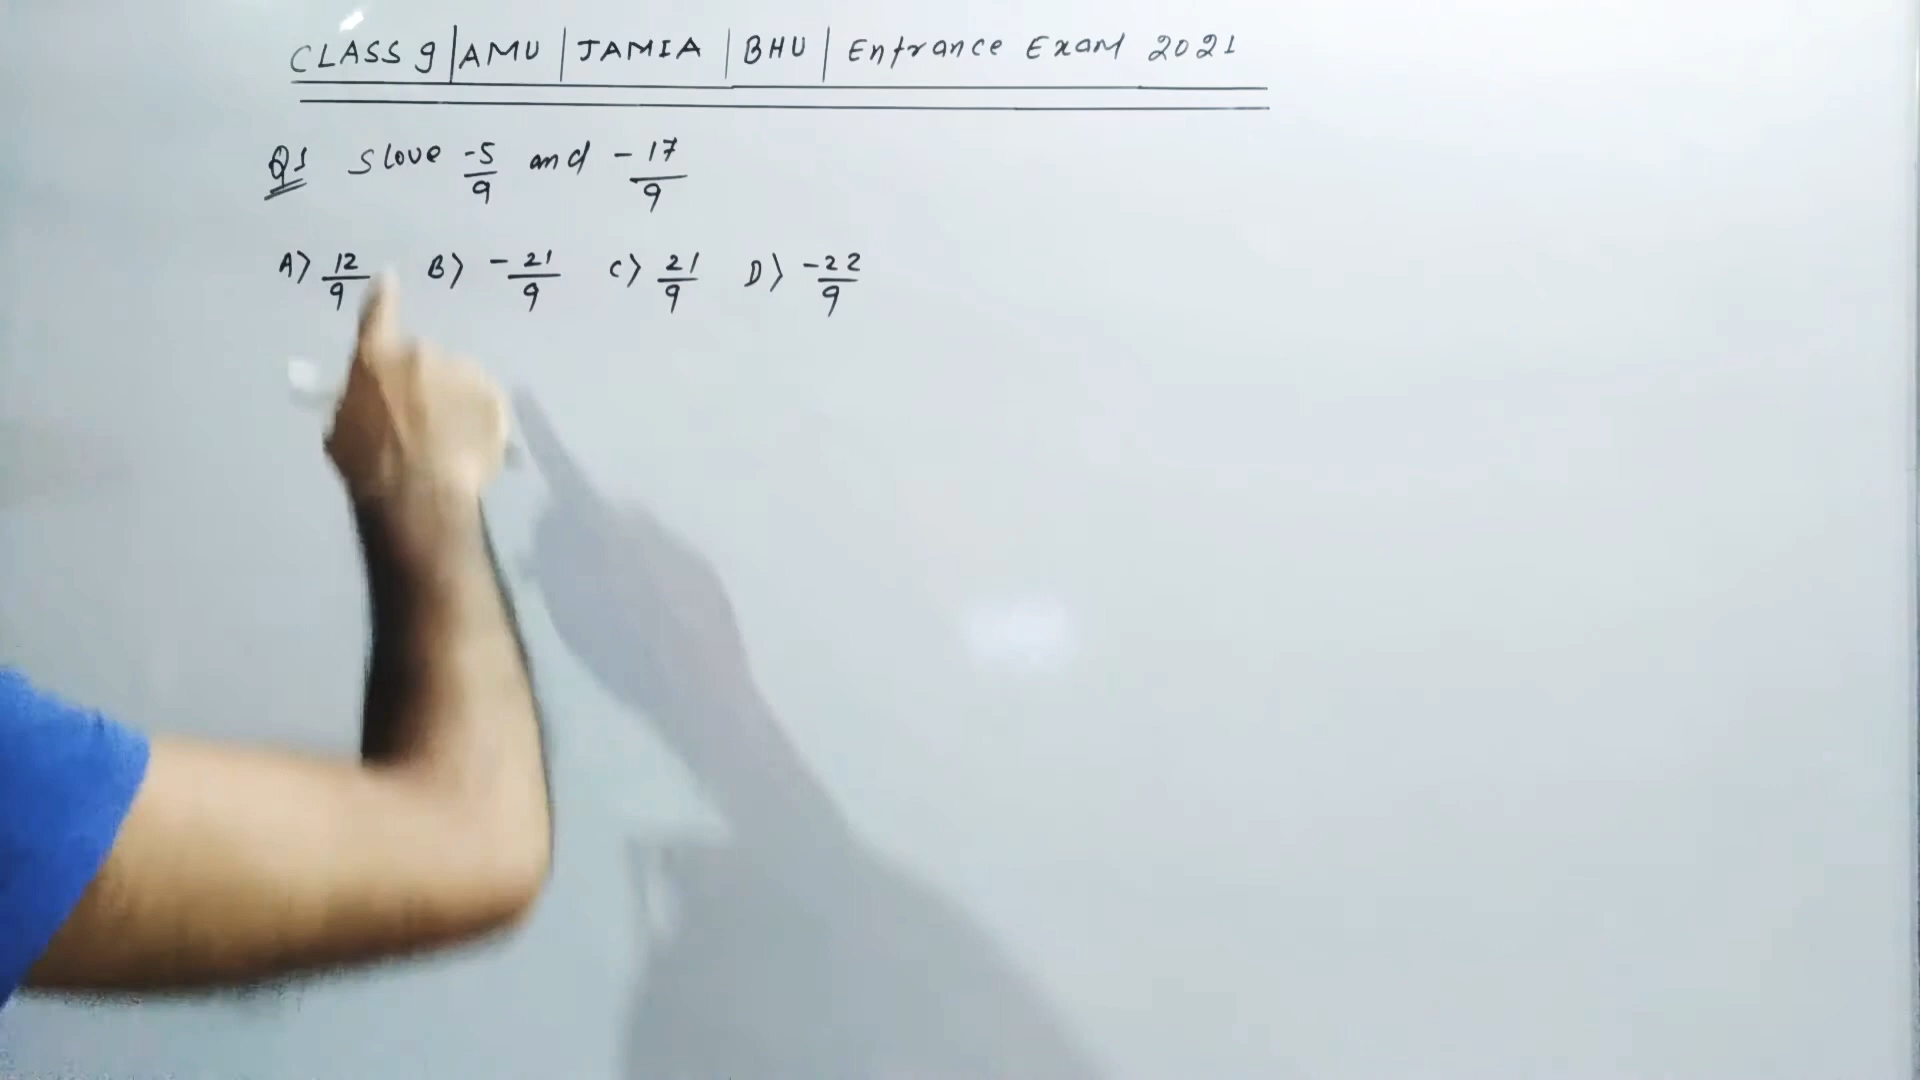 CLASS 9 | AMU | JAMIA | BHU | Entrance Exam 2021
Q1 Slove -5/9 and -17/9
A) 12/9 B) -21/9 C) 21/9 D) -22/9